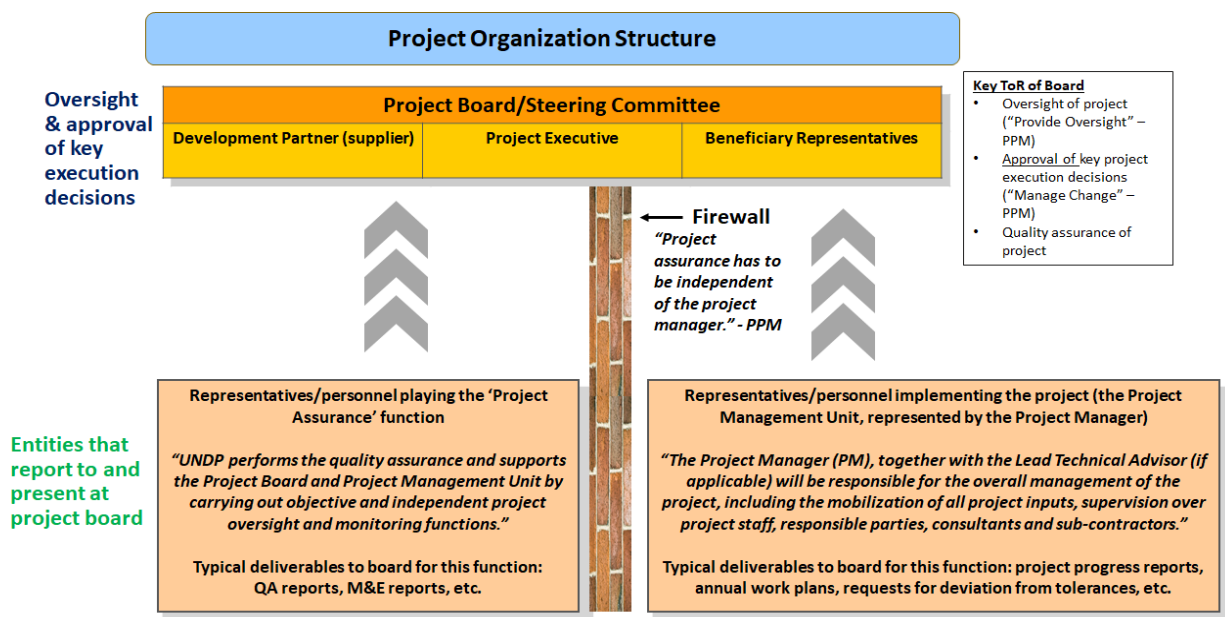 Project Organization Structure
Oversight
& approval
of key
execution
decisions
Project Board/Steering Committee
Development Partner (supplier)
Project Executive
Beneficiary Representatives
Key ToR of Board
• Oversight of project
(“Provide Oversight” –
PPM)
• Approval of key project
execution decisions
(“Manage Change” –
PPM)
• Quality assurance of
project
Firewall
“Project
assurance has to
be independent
of the project
manager.” - PPM
Entities that
report to and
present at
project board
Representatives/personnel playing the ‘Project
Assurance’ function
“UNDP performs the quality assurance and supports
the Project Board and Project Management Unit by
carrying out objective and independent project
oversight and monitoring functions.”
Typical deliverables to board for this function:
QA reports, M&E reports, etc.
Representatives/personnel implementing the project (the Project
Management Unit, represented by the Project Manager)
“The Project Manager (PM), together with the Lead Technical Advisor (if
applicable) will be responsible for the overall management of the
project, including the mobilization of all project inputs, supervision over
project staff, responsible parties, consultants and sub-contractors.”
Typical deliverables to board for this function: project progress reports,
annual work plans, requests for deviation from tolerances, etc.